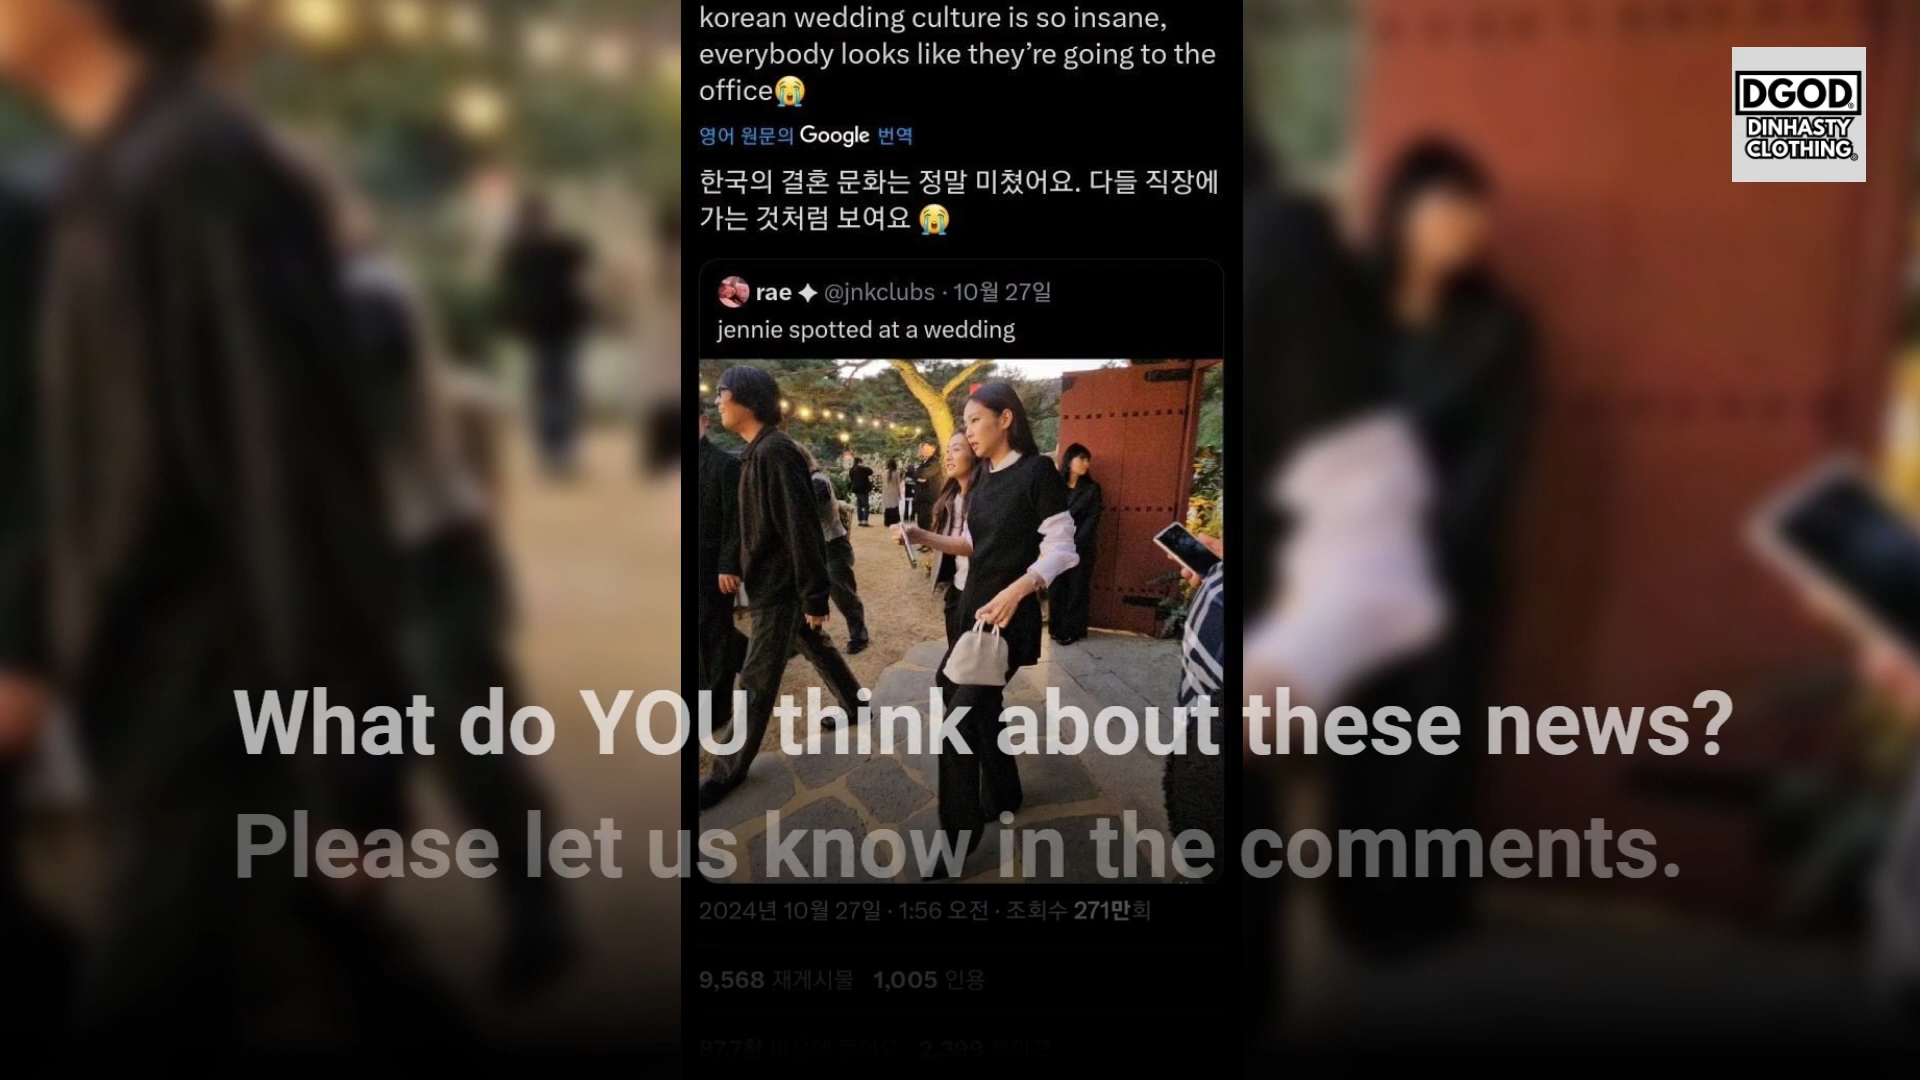 korean wedding culture is so insane,
everybody looks like they're going to the
office😭
영어 원문의 Google 번역
한국의 결혼 문화는 정말 미쳤어요. 다들 직장에
가는 것처럼 보여요 😭
rae ✦ @jnkclubs · 10월 27일
jennie spotted at a wedding
What do YOU think about these news?
Please let us know in the comments.
2024년 10월 27일 · 1:56 오전 · 조회수 271만회
9,568 재게시물 1,005 인용
2,399
DGOD®
DINHASTY
CLOTHING®